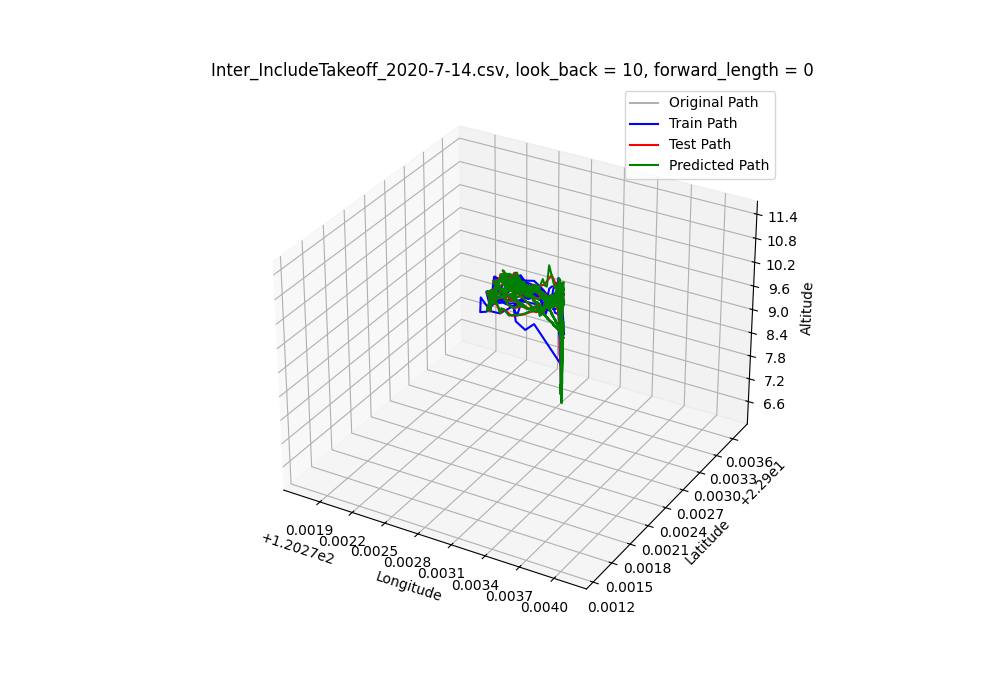 Inter_IncludeTakeoff_2020-7-14.csv, look_back = 10, forward_length = 0
Original Path
Train Path
Test Path
Predicted Path
11.4
10.8
10.2
9.6
9.0
8.4
7.8
7.2
6.6
Altitude
0.0036
0.0033
0.0030
0.0027
0.0024
0.0021
0.0018
0.0015
0.0012
+2.29e1
Latitude
0.0019
0.0022
0.0025
0.0028
0.0031
0.0034
0.0037
0.0040
+1.2027e2
Longitude